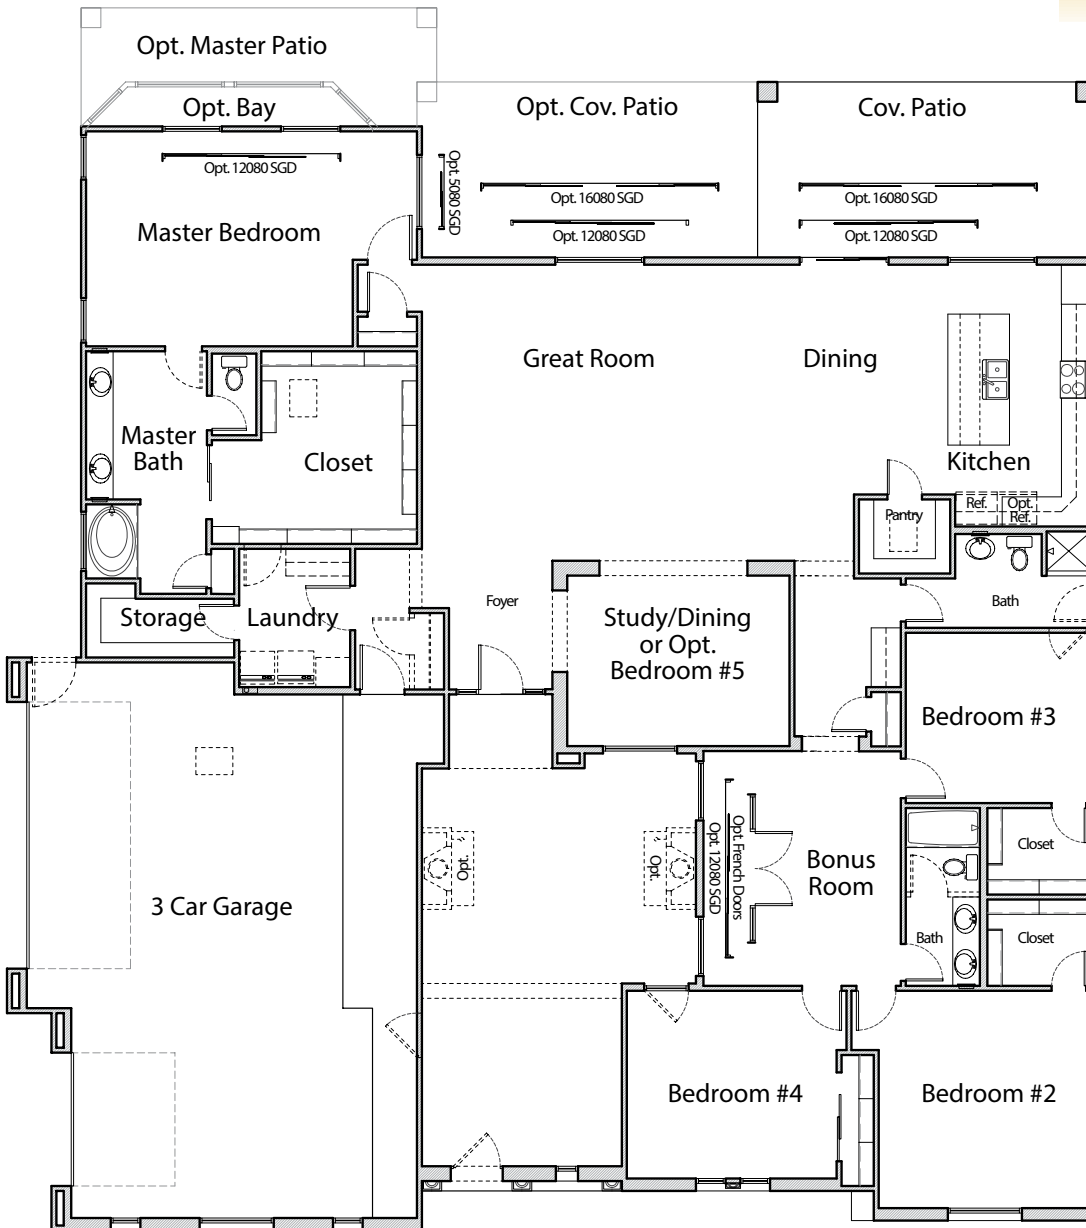 Opt. Master Patio
Opt. Bay
Opt. Cov. Patio
Cov. Patio
Opt. 12080 SGD
Opt. 5080 SGD
Opt. 16080 SGD
Opt. 16080 SGD
Opt. 12080 SGD
Opt. 12080 SGD
Master Bedroom
Great Room
Dining
Master
Bath
Closet
Kitchen
Pantry
Ref.
Opt.
Ref.
Storage
Laundry
Foyer
Study/Dining
or Opt.
Bedroom #5
Bath
Bedroom #3
Opt. French Doors
Opt. 12080 SGD
Opt.
Opt.
Bonus
Room
Closet
3 Car Garage
Bath
Closet
Bedroom #4
Bedroom #2